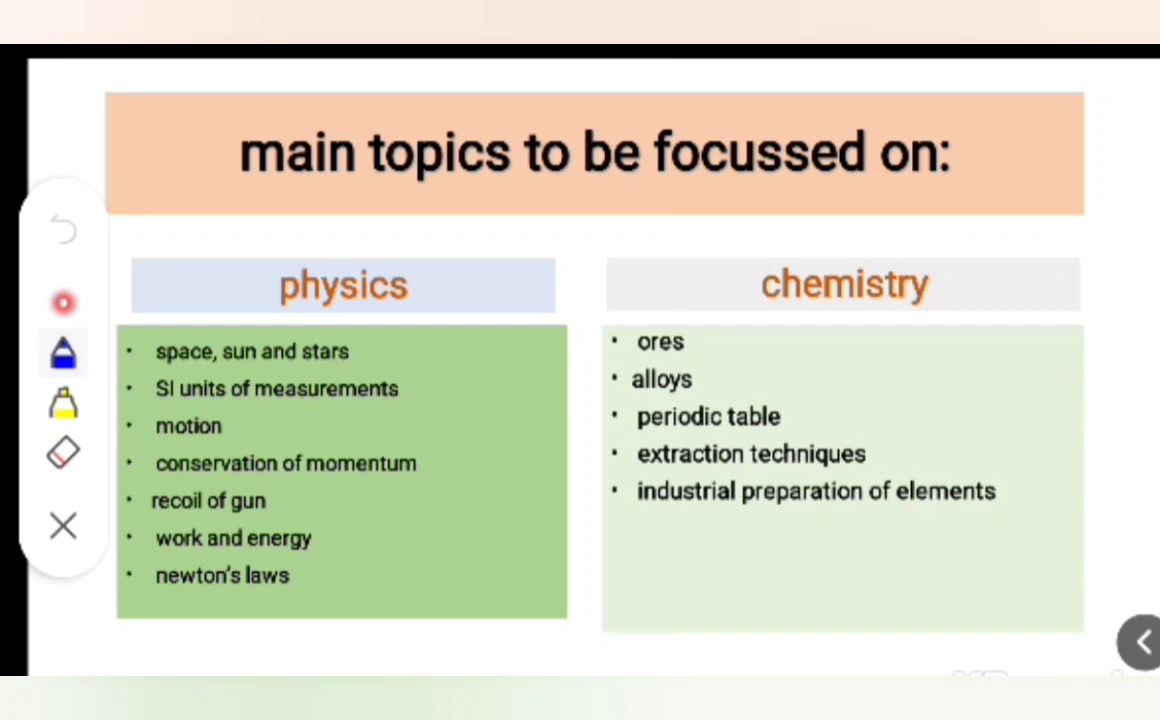 main topics to be focussed on:
physics
space, sun and stars
SI units of measurements
motion
conservation of momentum
recoil of gun
work and energy
newton's laws
chemistry
ores
alloys
periodic table
extraction techniques
industrial preparation of elements